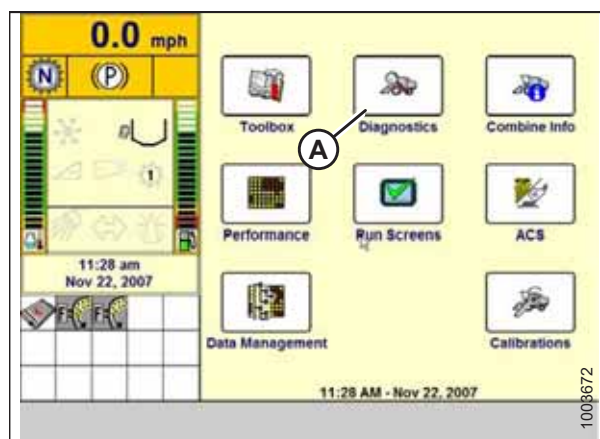 0.0 mph
N
(P)
1
11:28 am
Nov 22, 2007
F
F
Toolbox
Diagnostics
Combine Info
A
Performance
Run Screens
ACS
Data Management
Calibrations
11:28 AM - Nov 22, 2007
1003672